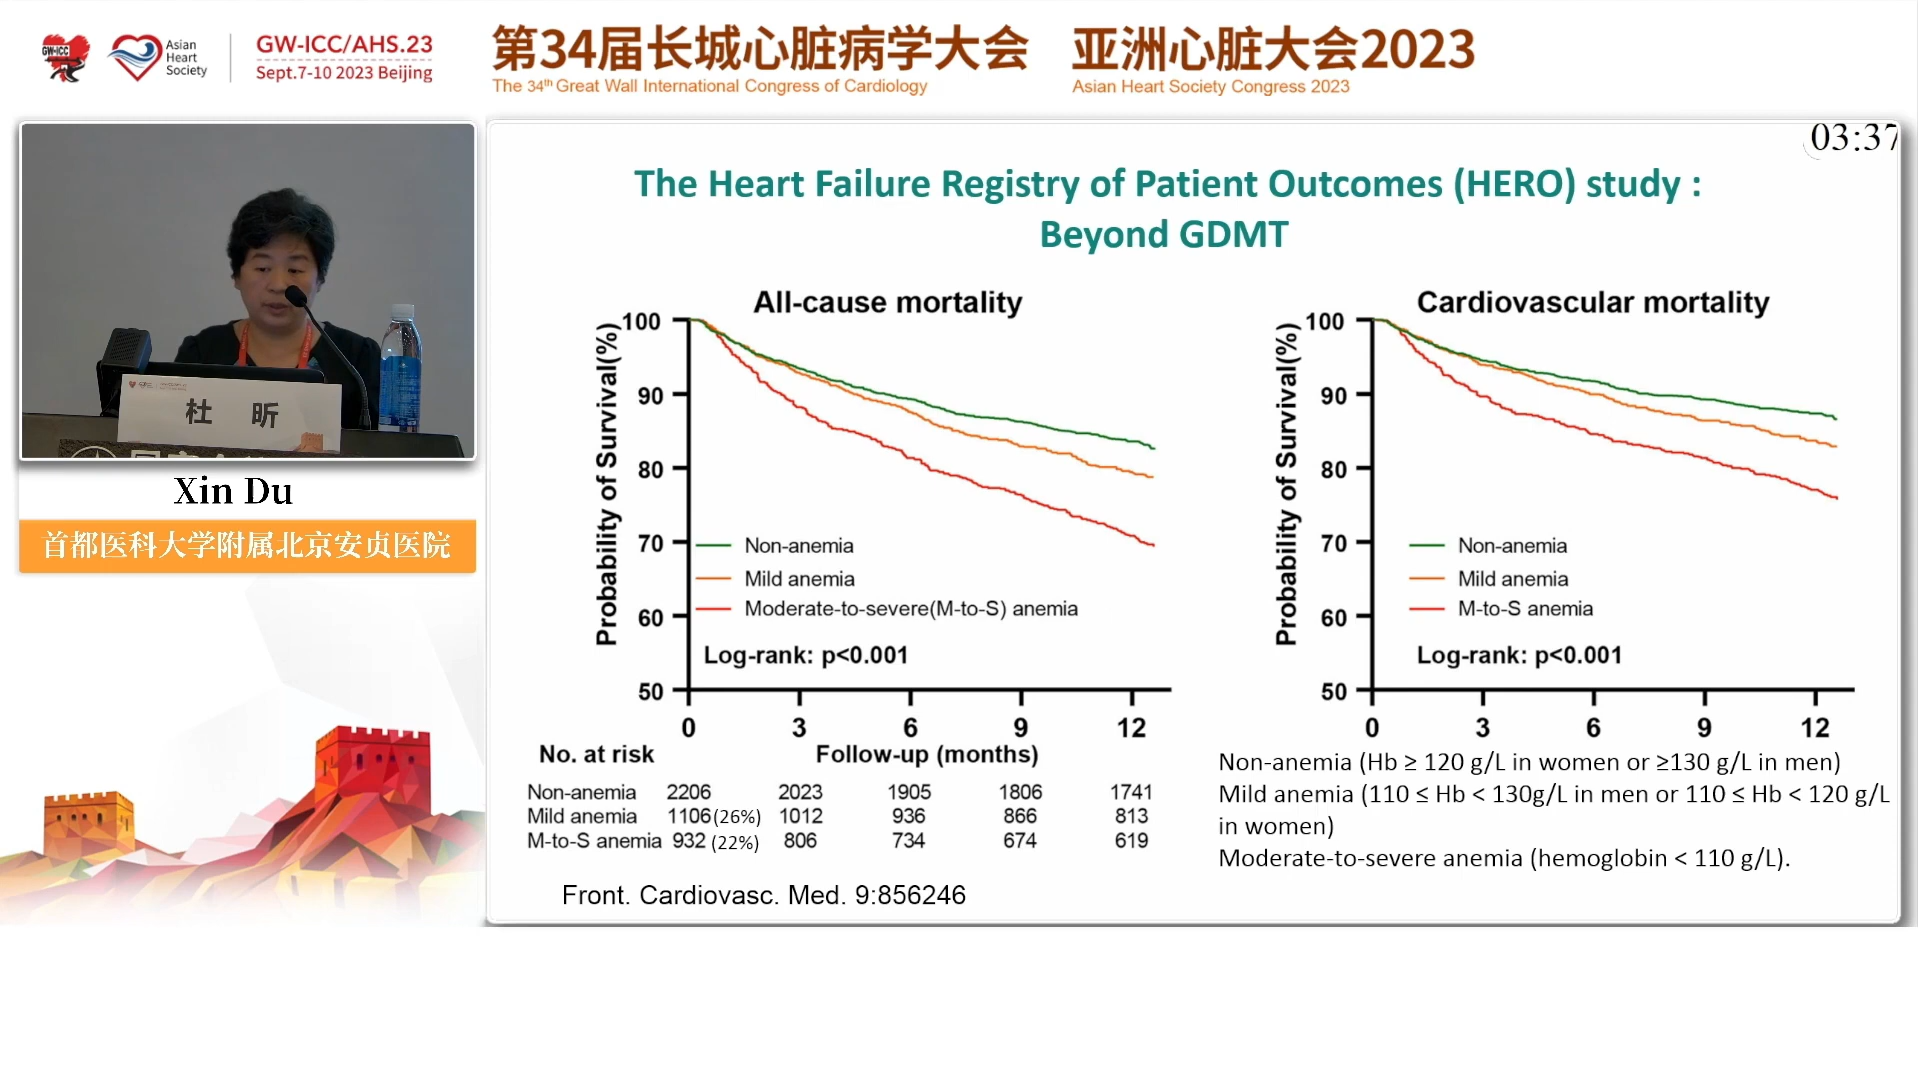 GW-ICC
Asian
Heart
Society
GW-ICC/AHS.23
Sept.7-10 2023 Beijing
第34届长城心脏病学大会
The 34th Great Wall International Congress of Cardiology
亚洲心脏大会2023
Asian Heart Society Congress 2023
杜 昕
Xin Du
首都医科大学附属北京安贞医院
03:37
The Heart Failure Registry of Patient Outcomes (HERO) study :
Beyond GDMT
All-cause mortality
Probability of Survival(%)
100
90
80
70
60
50
Non-anemia
Mild anemia
Moderate-to-severe(M-to-S) anemia
Log-rank: p<0.001
0 3 6 9 12
Follow-up (months)
No. at risk
Non-anemia 2206 2023 1905 1806 1741
Mild anemia 1106 (26%) 1012 936 866 813
M-to-S anemia 932 (22%) 806 734 674 619
Front. Cardiovasc. Med. 9:856246
Cardiovascular mortality
Probability of Survival(%)
100
90
80
70
60
50
Non-anemia
Mild anemia
M-to-S anemia
Log-rank: p<0.001
0 3 6 9 12
Non-anemia (Hb ≥ 120 g/L in women or ≥130 g/L in men)
Mild anemia (110 ≤ Hb < 130g/L in men or 110 ≤ Hb < 120 g/L
in women)
Moderate-to-severe anemia (hemoglobin < 110 g/L).